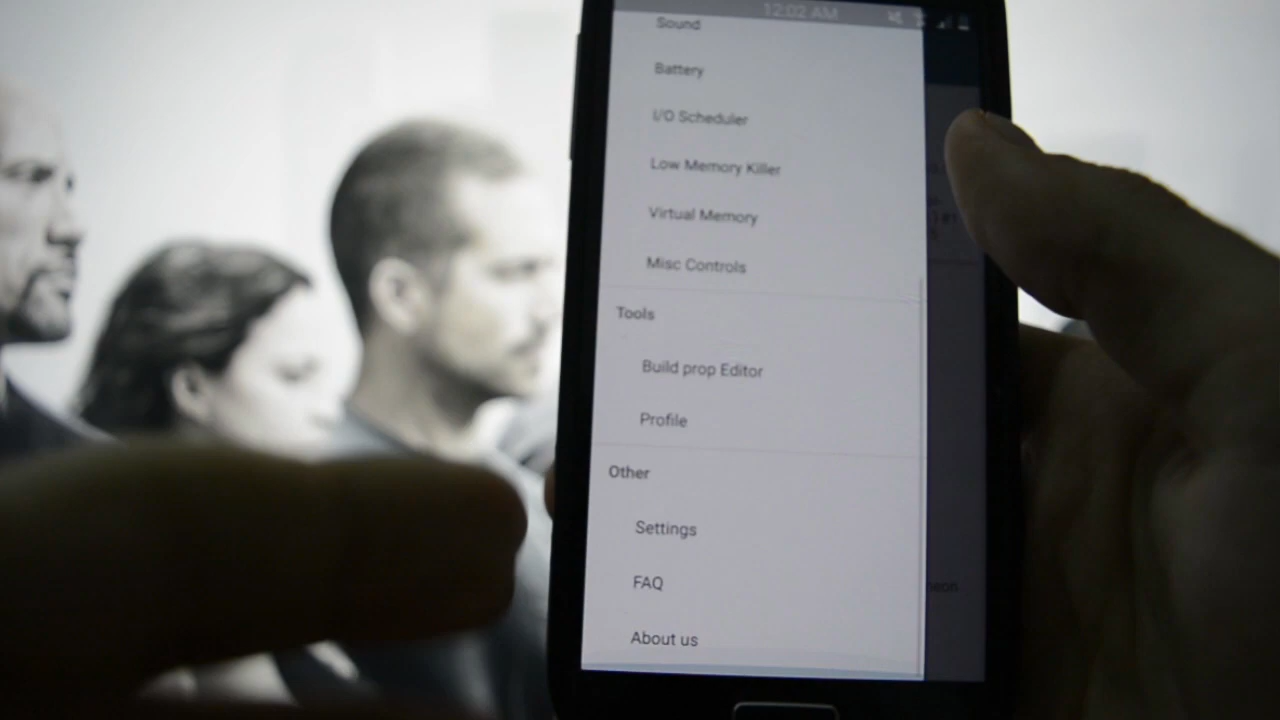 12:02 AM
Sound
Battery
I/O Scheduler
Low Memory Killer
Virtual Memory
Misc Controls
Tools
Build prop Editor
Profile
Other
Settings
FAQ
About us